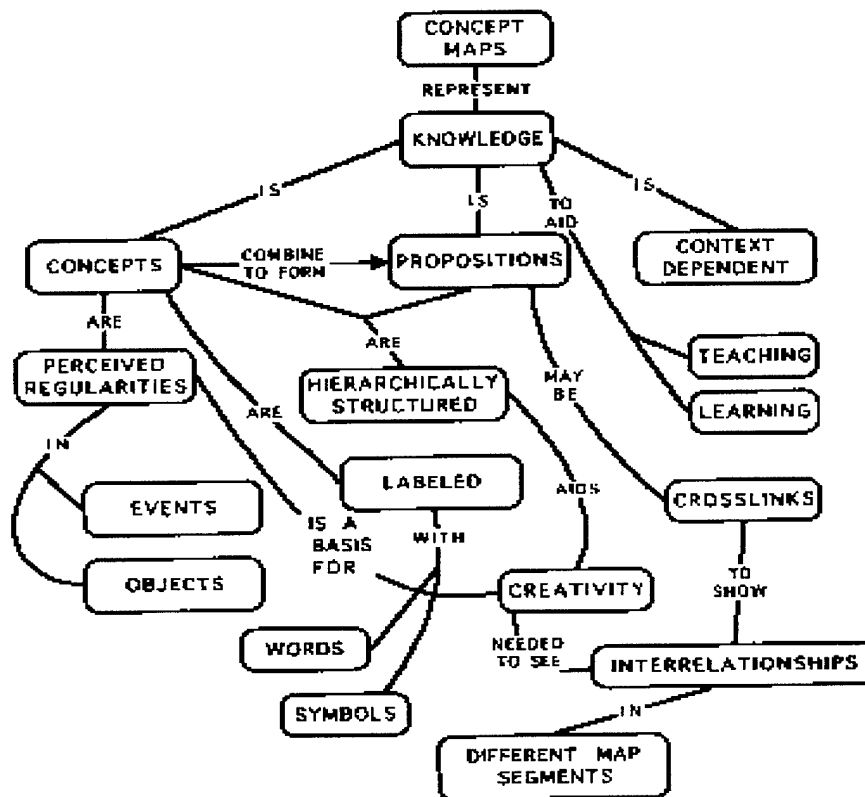 CONCEPT
MAPS
REPRESENT
KNOWLEDGE
IS
IS
TO
AID
IS
CONCEPTS
COMBINE
TO FORM
PROPOSITIONS
CONTEXT
DEPENDENT
ARE
ARE
PERCEIVED
REGULARITIES
HIERARCHICALLY
STRUCTURED
MAY
BE
TEACHING
LEARNING
ARE
IN
LABELED
AIDS
CROSSLINKS
EVENTS
IS A
BASIS
FOR
WITH
OBJECTS
CREATIVITY
TO
SHOW
WORDS
NEEDED
TO SEE
INTERRELATIONSHIPS
SYMBOLS
IN
DIFFERENT MAP
SEGMENTS